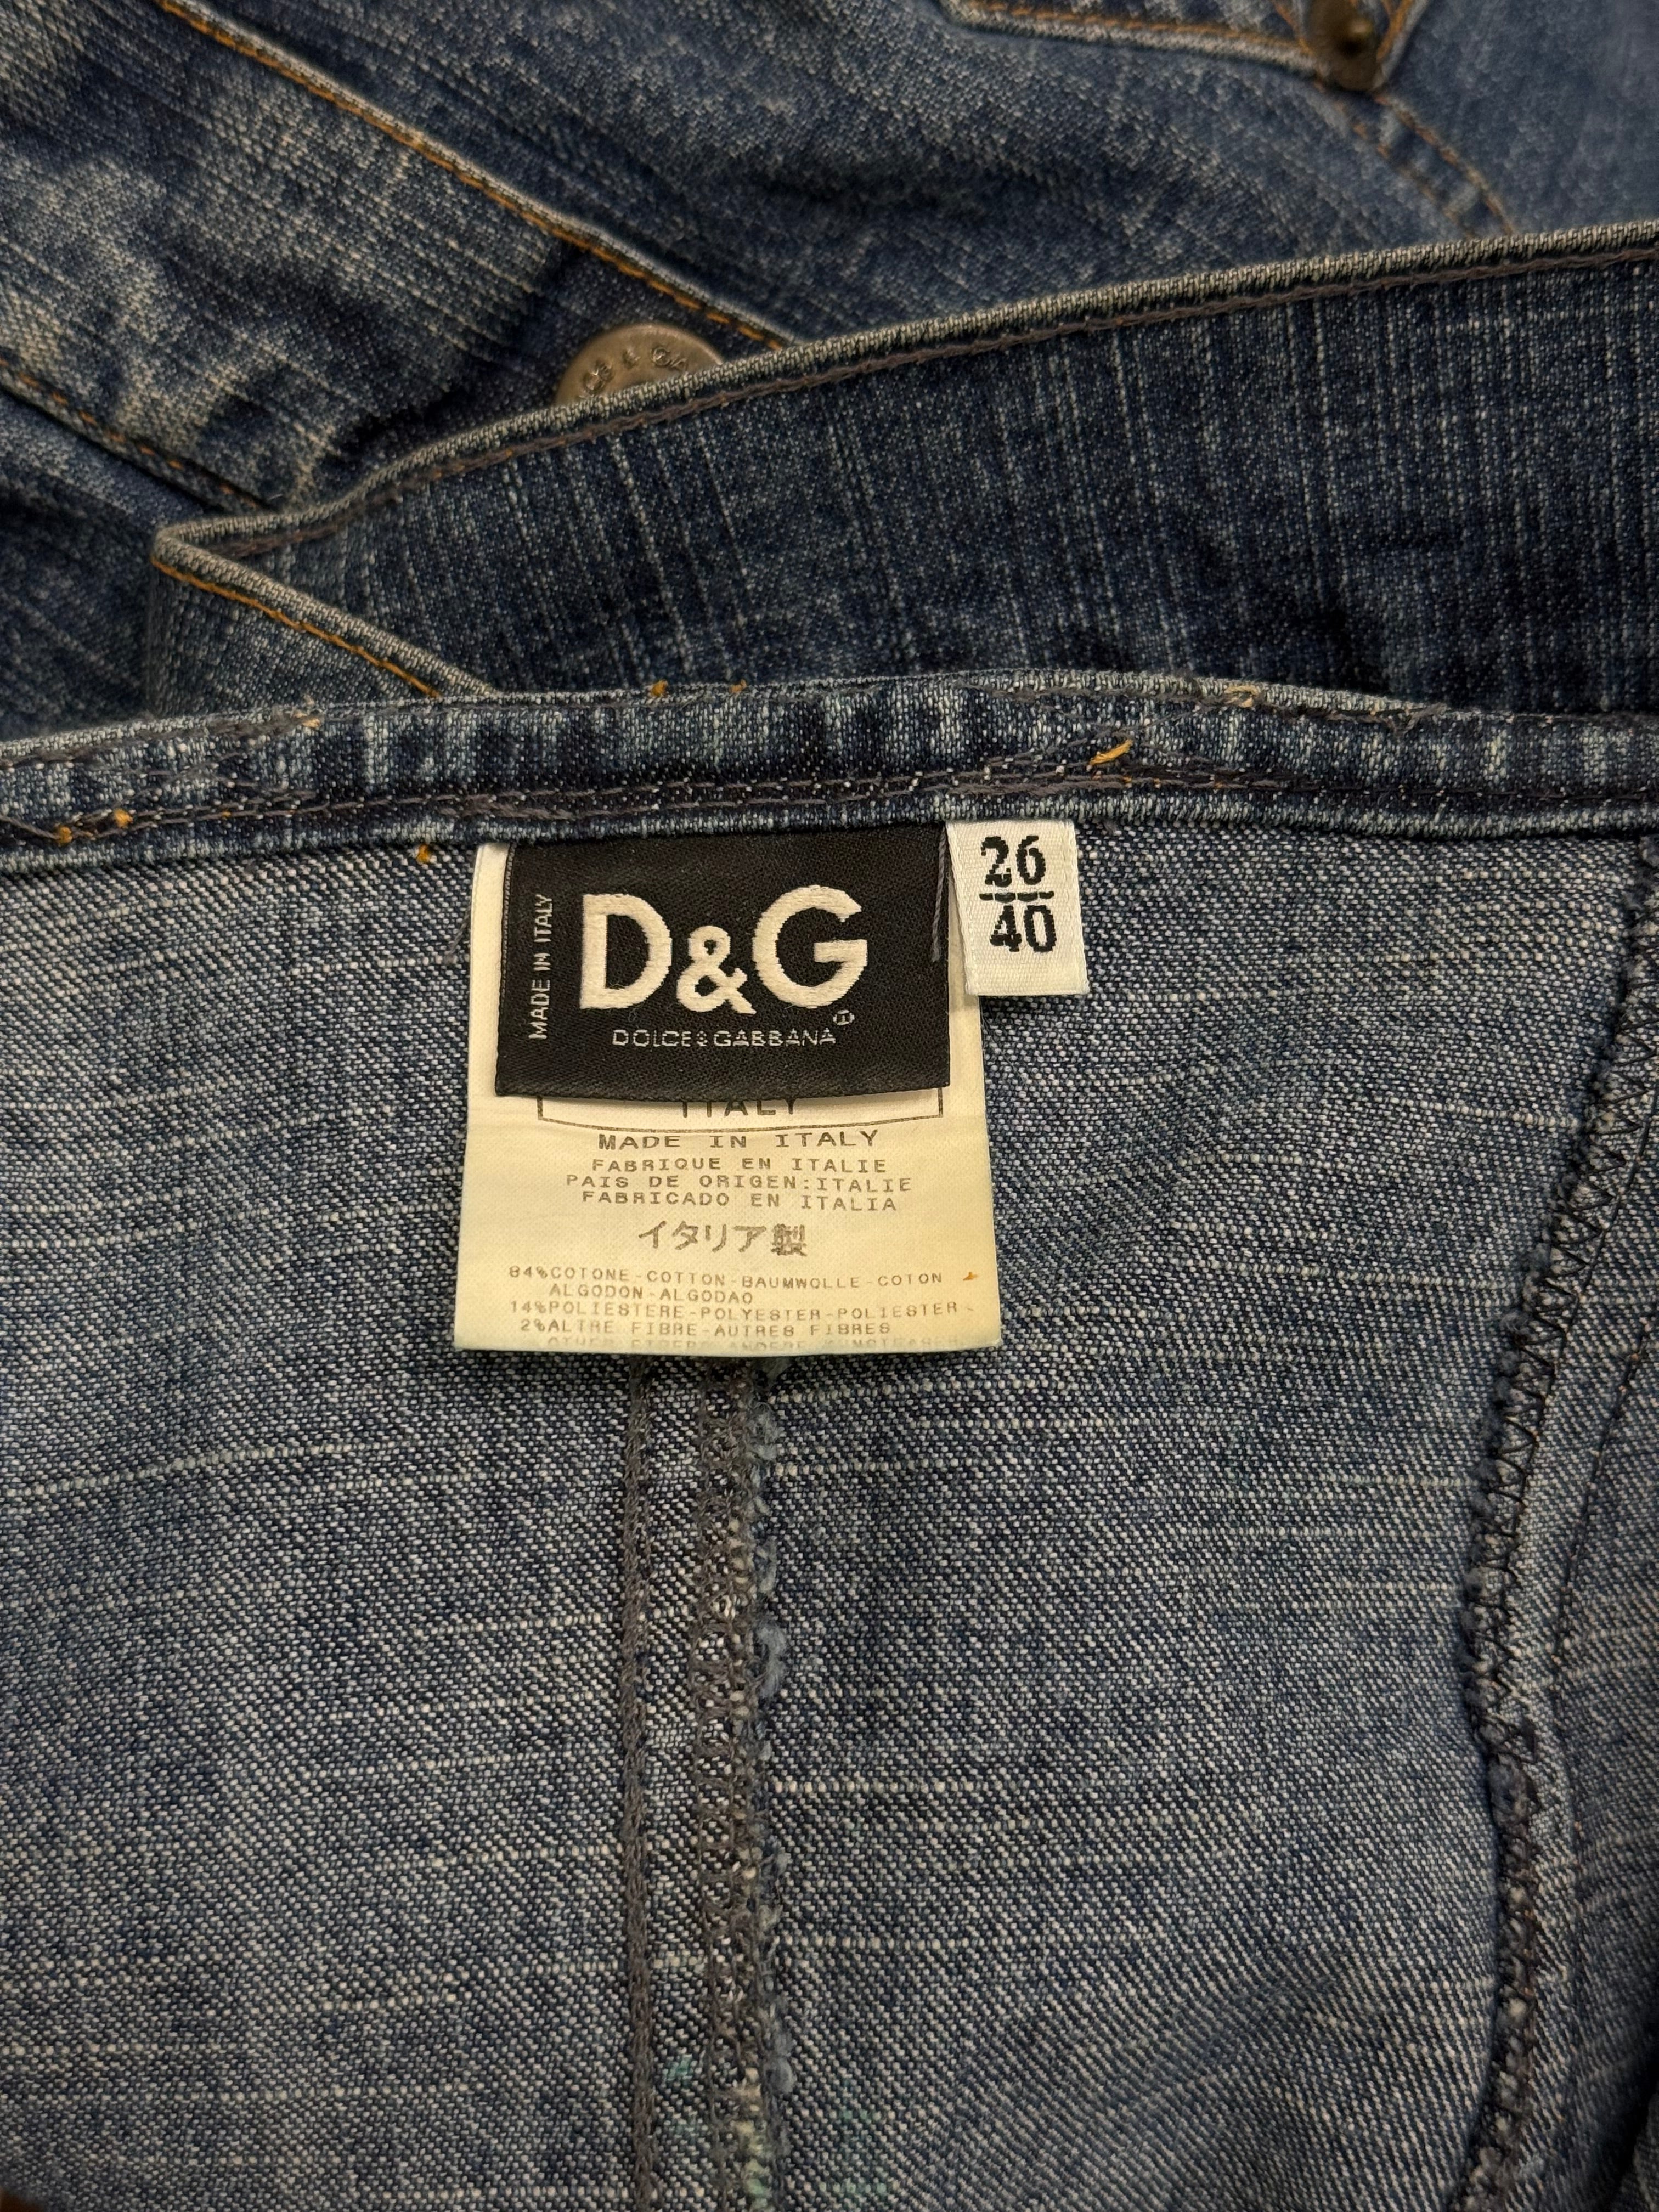 26
40
MADE IN ITALY
D&G
DOLCE&GABBANA
ITALY
MADE IN ITALY
FABRIQUE EN ITALIE
PAIS DE ORIGEN:ITALIE
FABRICADO EN ITALIA
イタリア製
84%COTONE-COTTON-BAUMWOLLE-COTON
ALGODON-ALGODAO
14%POLIESTERE-POLYESTER-POLIESTER
2%ALTRE FIBRE-AUTRES FIBRES